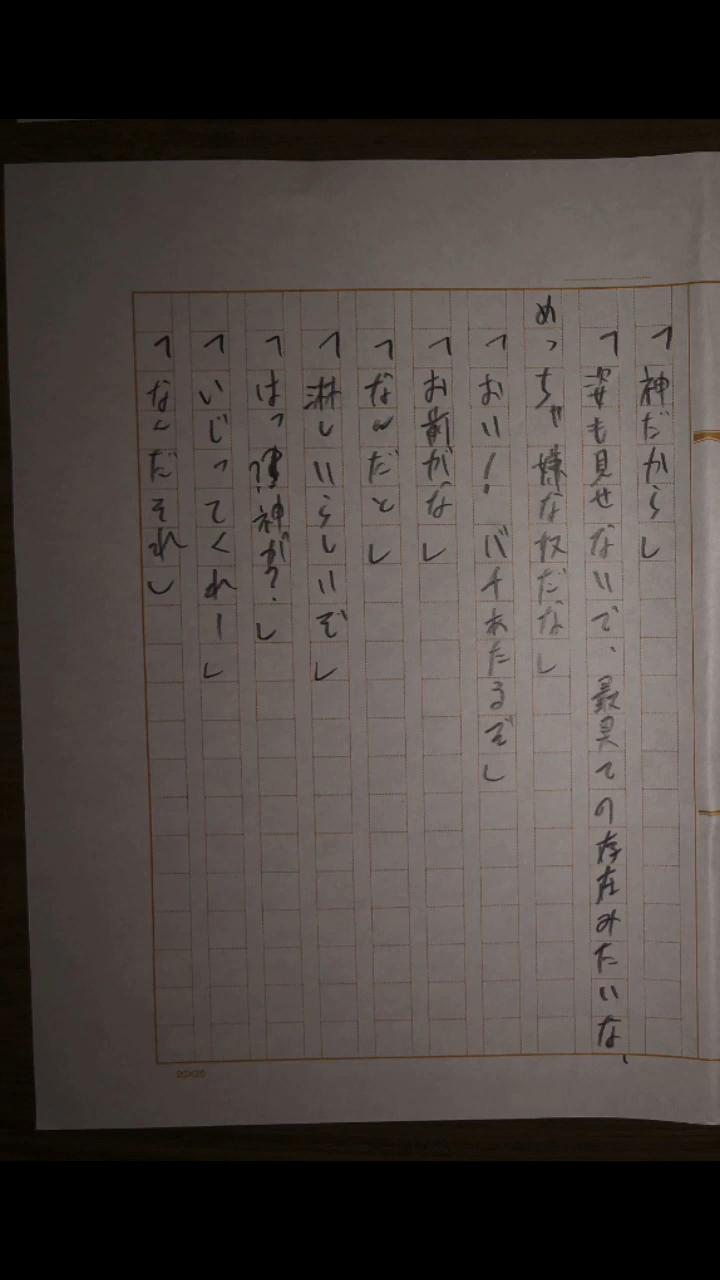 「神だから」
「姿も見せないで、最異ての存在みたいな、
めっちゃ嫌な奴だな」
「おい！　バチあたるぞ」
「お前がな」
「なんだと」
「淋しいらしいぞ」
「はっ？神が？」
「いじってくれー」
「なんだそれ」
20×20